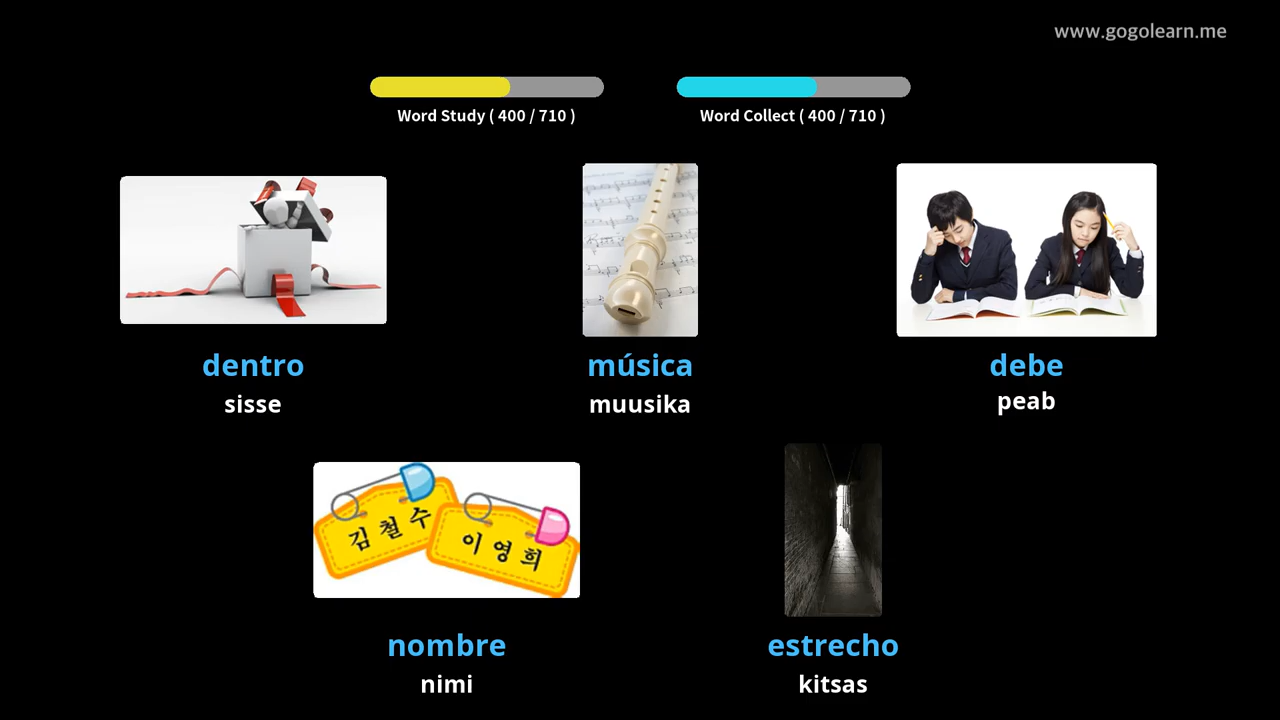 www.gogolearn.me
Word Study ( 400 / 710 )
Word Collect ( 400 / 710 )
dentro
sisse
música
muusika
debe
peab
김철수
이영희
nombre
nimi
estrecho
kitsas